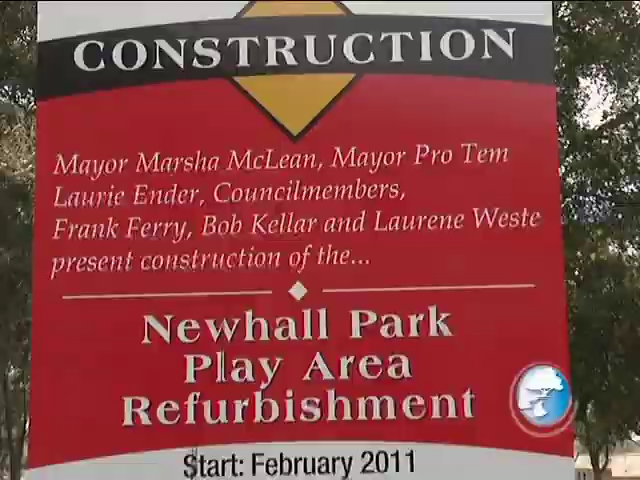 CONSTRUCTION
Mayor Marsha McLean, Mayor Pro Tem
Laurie Ender, Councilmembers,
Frank Ferry, Bob Kellar and Laurene Weste
present construction of the...
Newhall Park
Play Area
Refurbishment
Start: February 2011